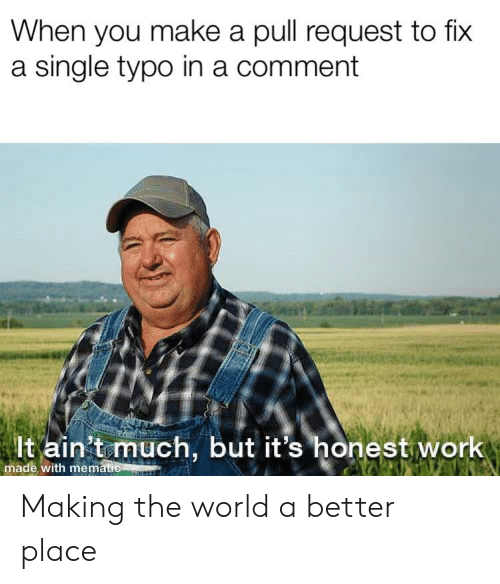 When you make a pull request to fix
a single typo in a comment
It ain't much, but it's honest work
made with mematic
Making the world a better
place